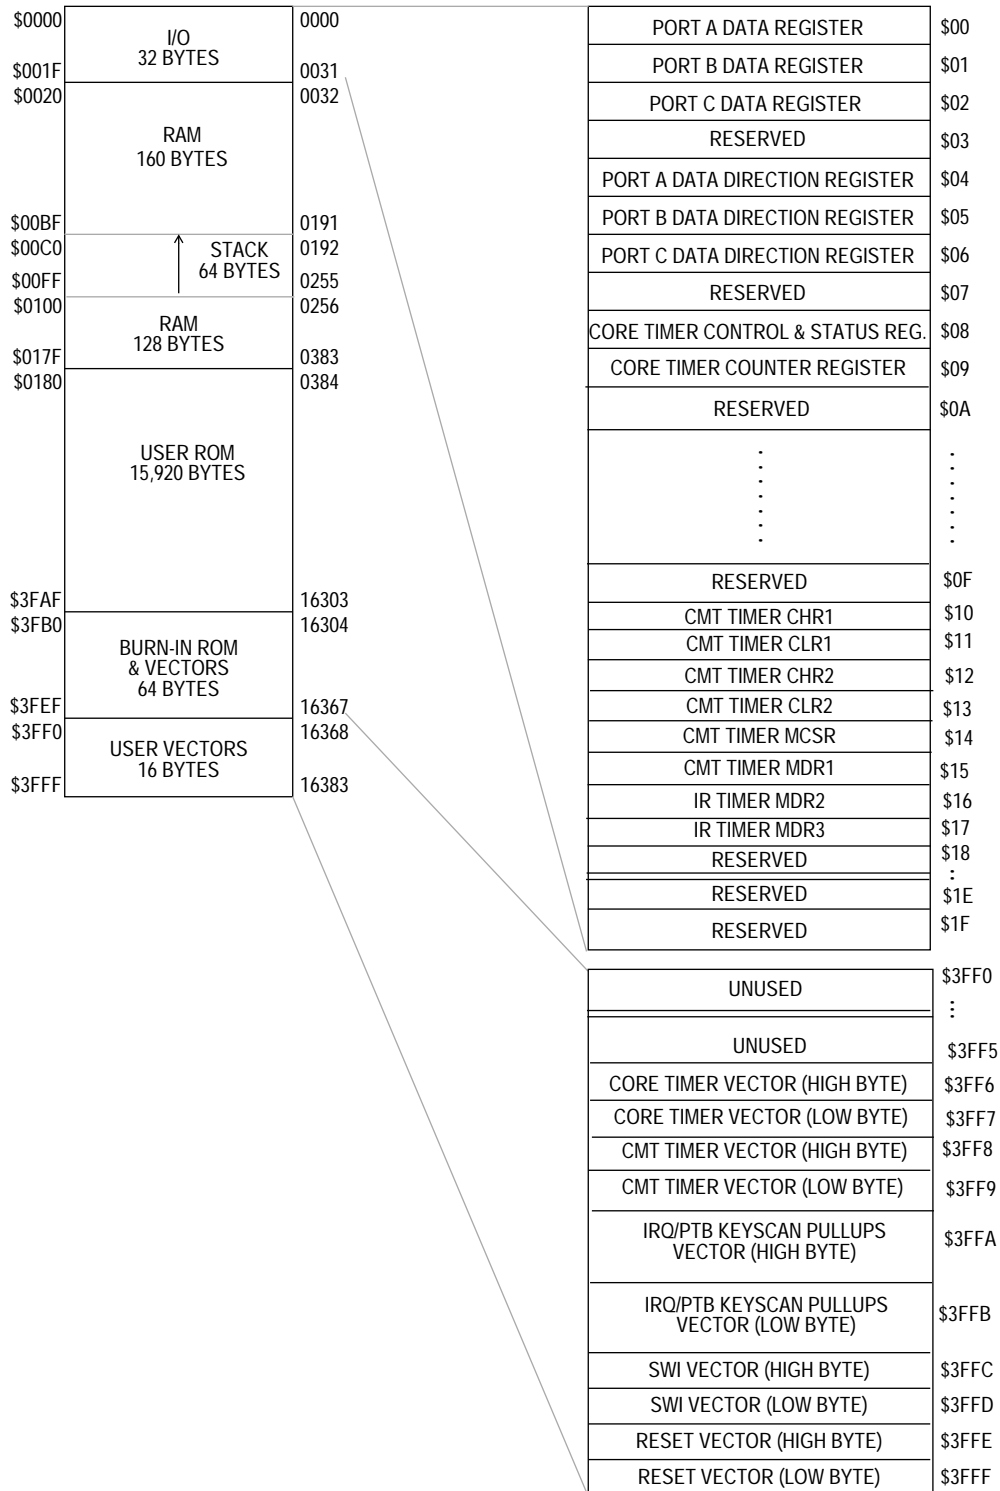 $0000
0000
I/O
32 BYTES
$001F
0031
$0020
0032
RAM
160 BYTES
$00BF
0191
$00C0
0192
STACK
64 BYTES
$00FF
0255
$0100
0256
RAM
128 BYTES
$017F
0383
$0180
0384
USER ROM
15,920 BYTES
$3FAF
16303
$3FB0
16304
BURN-IN ROM
& VECTORS
64 BYTES
$3FEF
16367
$3FF0
16368
USER VECTORS
16 BYTES
$3FFF
16383
PORT A DATA REGISTER $00
PORT B DATA REGISTER $01
PORT C DATA REGISTER $02
RESERVED $03
PORT A DATA DIRECTION REGISTER $04
PORT B DATA DIRECTION REGISTER $05
PORT C DATA DIRECTION REGISTER $06
RESERVED $07
CORE TIMER CONTROL & STATUS REG. $08
CORE TIMER COUNTER REGISTER $09
RESERVED $0A
RESERVED $0F
CMT TIMER CHR1 $10
CMT TIMER CLR1 $11
CMT TIMER CHR2 $12
CMT TIMER CLR2 $13
CMT TIMER MCSR $14
CMT TIMER MDR1 $15
IR TIMER MDR2 $16
IR TIMER MDR3 $17
RESERVED $18
RESERVED $1E
RESERVED $1F
UNUSED $3FF0
UNUSED $3FF5
CORE TIMER VECTOR (HIGH BYTE) $3FF6
CORE TIMER VECTOR (LOW BYTE) $3FF7
CMT TIMER VECTOR (HIGH BYTE) $3FF8
CMT TIMER VECTOR (LOW BYTE) $3FF9
IRQ/PTB KEYSCAN PULLUPS
VECTOR (HIGH BYTE) $3FFA
IRQ/PTB KEYSCAN PULLUPS
VECTOR (LOW BYTE) $3FFB
SWI VECTOR (HIGH BYTE) $3FFC
SWI VECTOR (LOW BYTE) $3FFD
RESET VECTOR (HIGH BYTE) $3FFE
RESET VECTOR (LOW BYTE) $3FFF